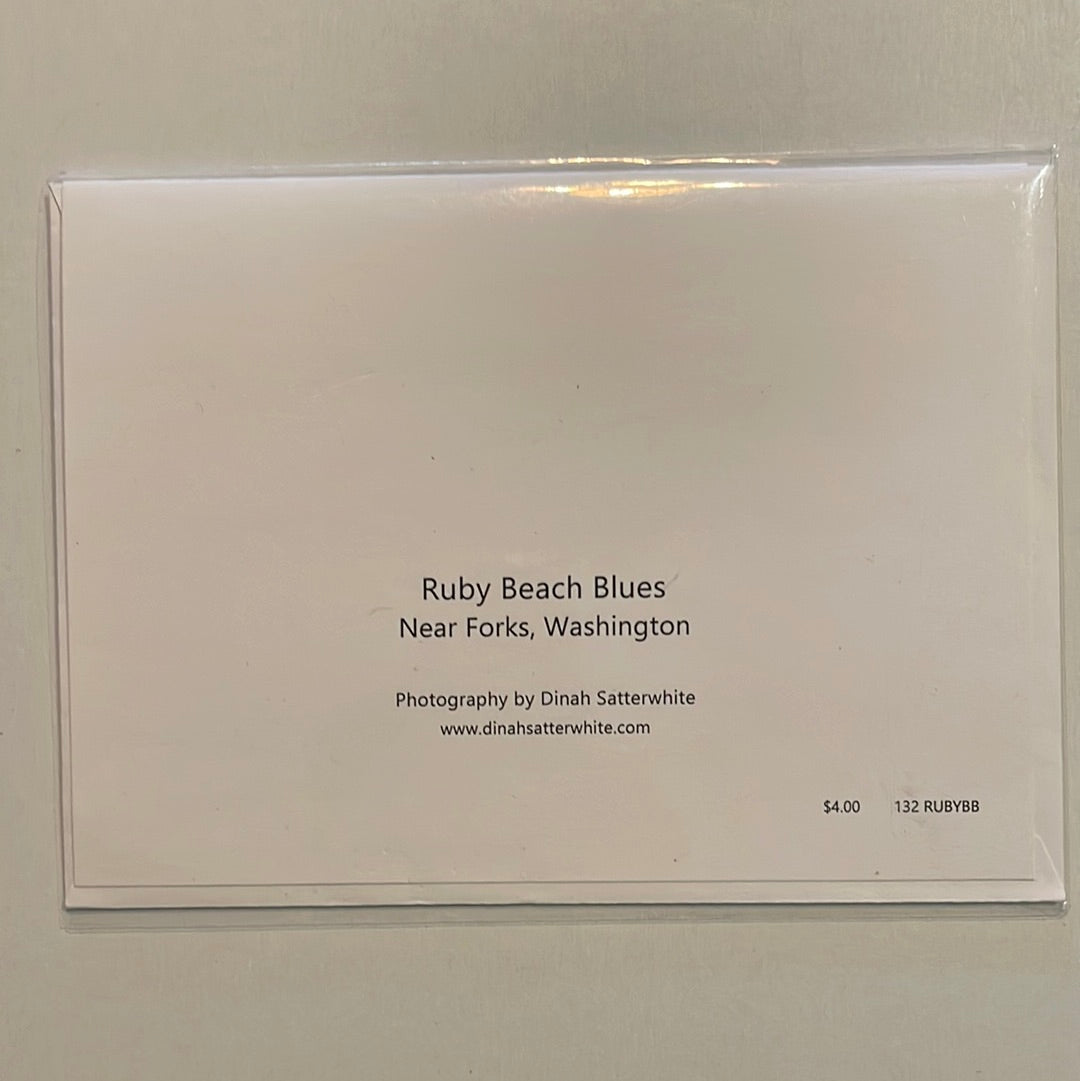 Ruby Beach Blues
Near Forks, Washington
Photography by Dinah Satterwhite
www.dinahsatterwhite.com
$4.00 132 RUBYBB